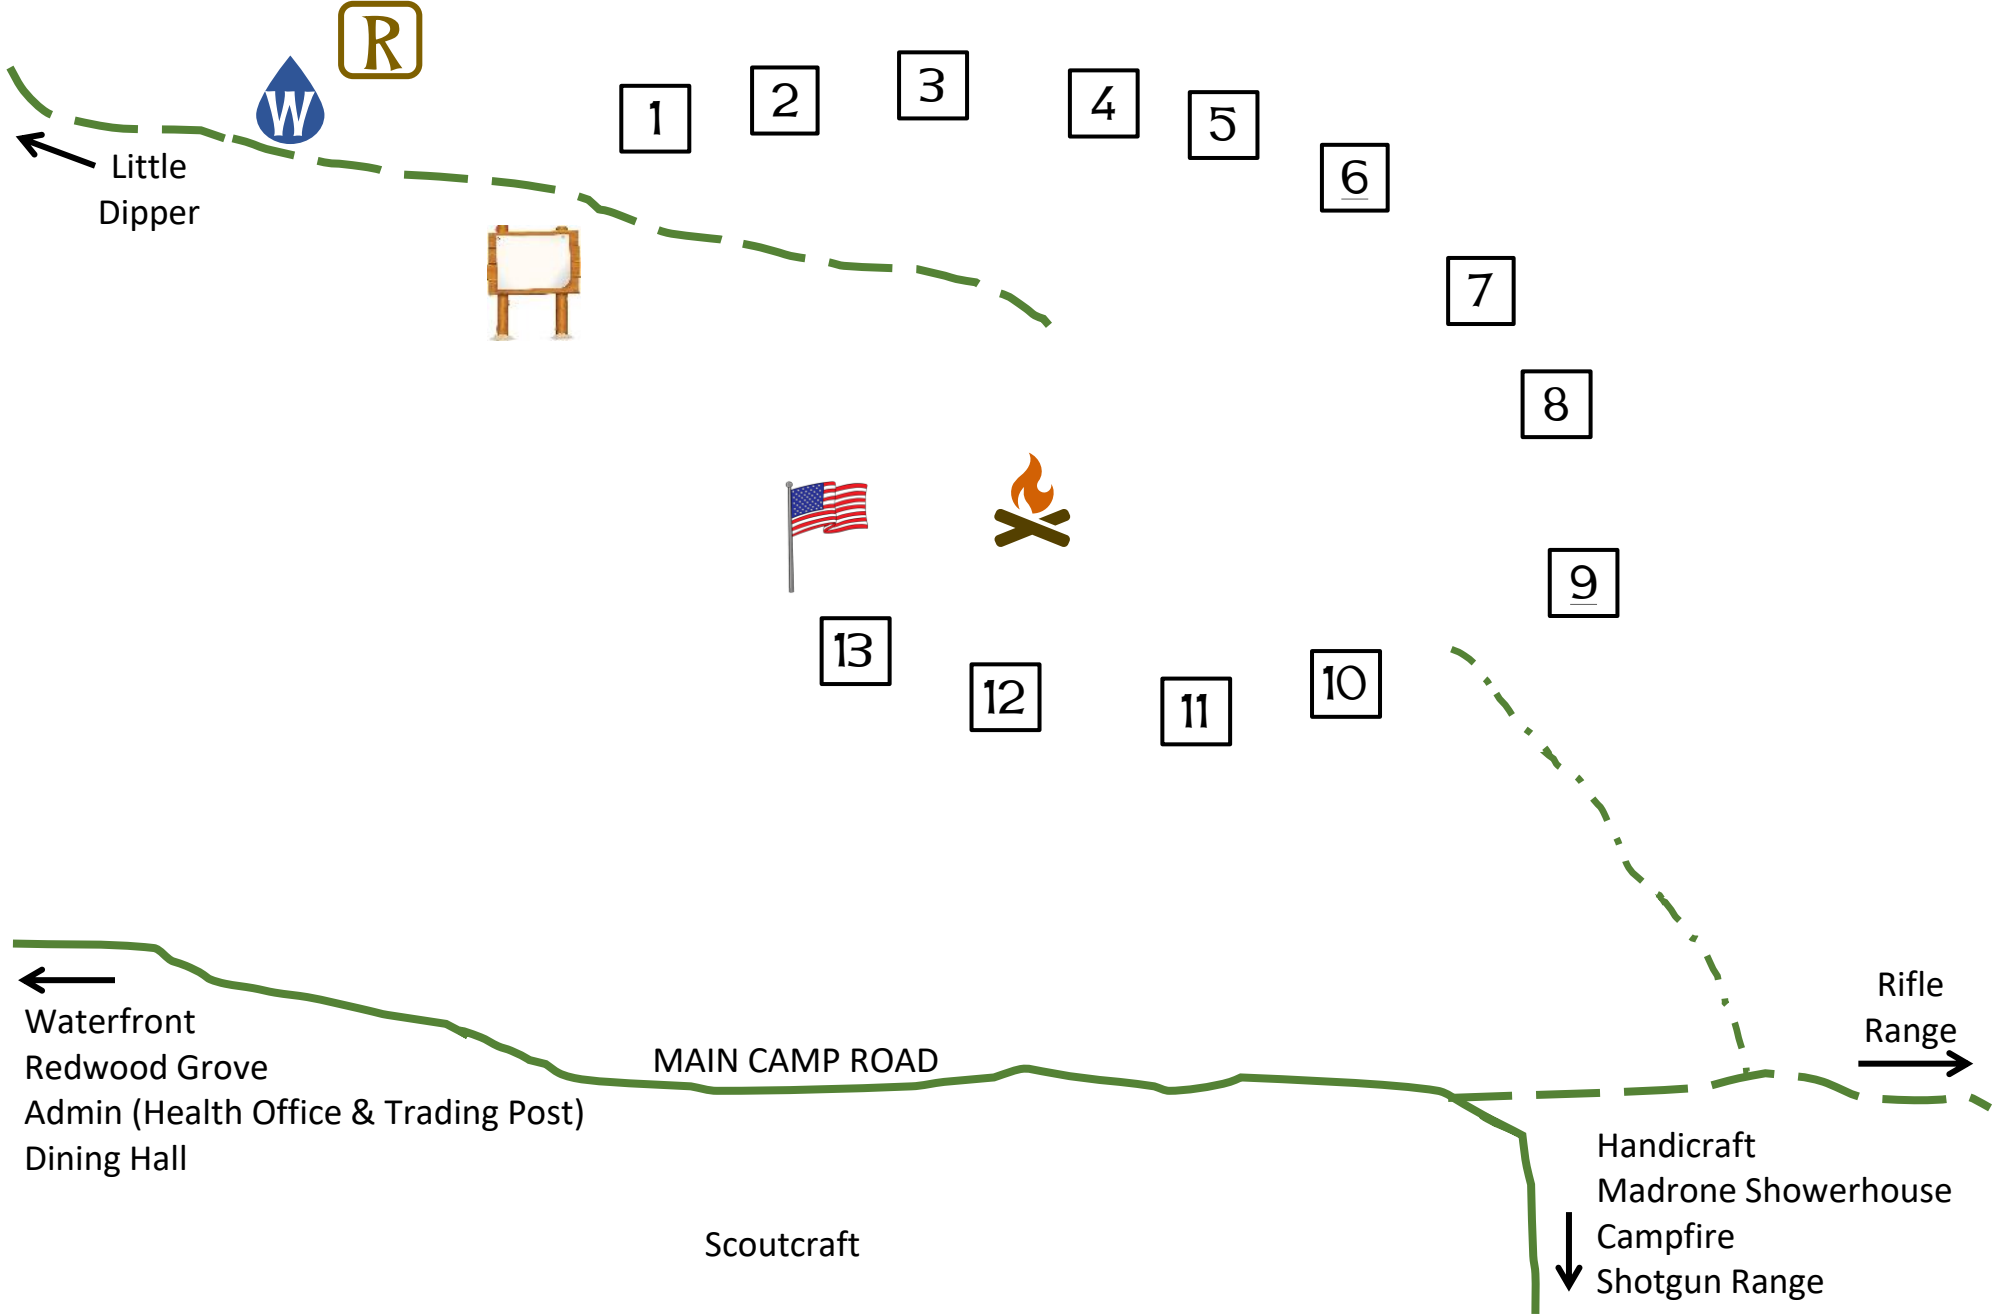 R
W
1
2
3
4
5
6
7
8
9
10
11
12
13
Little
Dipper
MAIN CAMP ROAD
Waterfront
Redwood Grove
Admin (Health Office & Trading Post)
Dining Hall
Scoutcraft
Rifle
Range
Handicraft
Madrone Showerhouse
Campfire
Shotgun Range